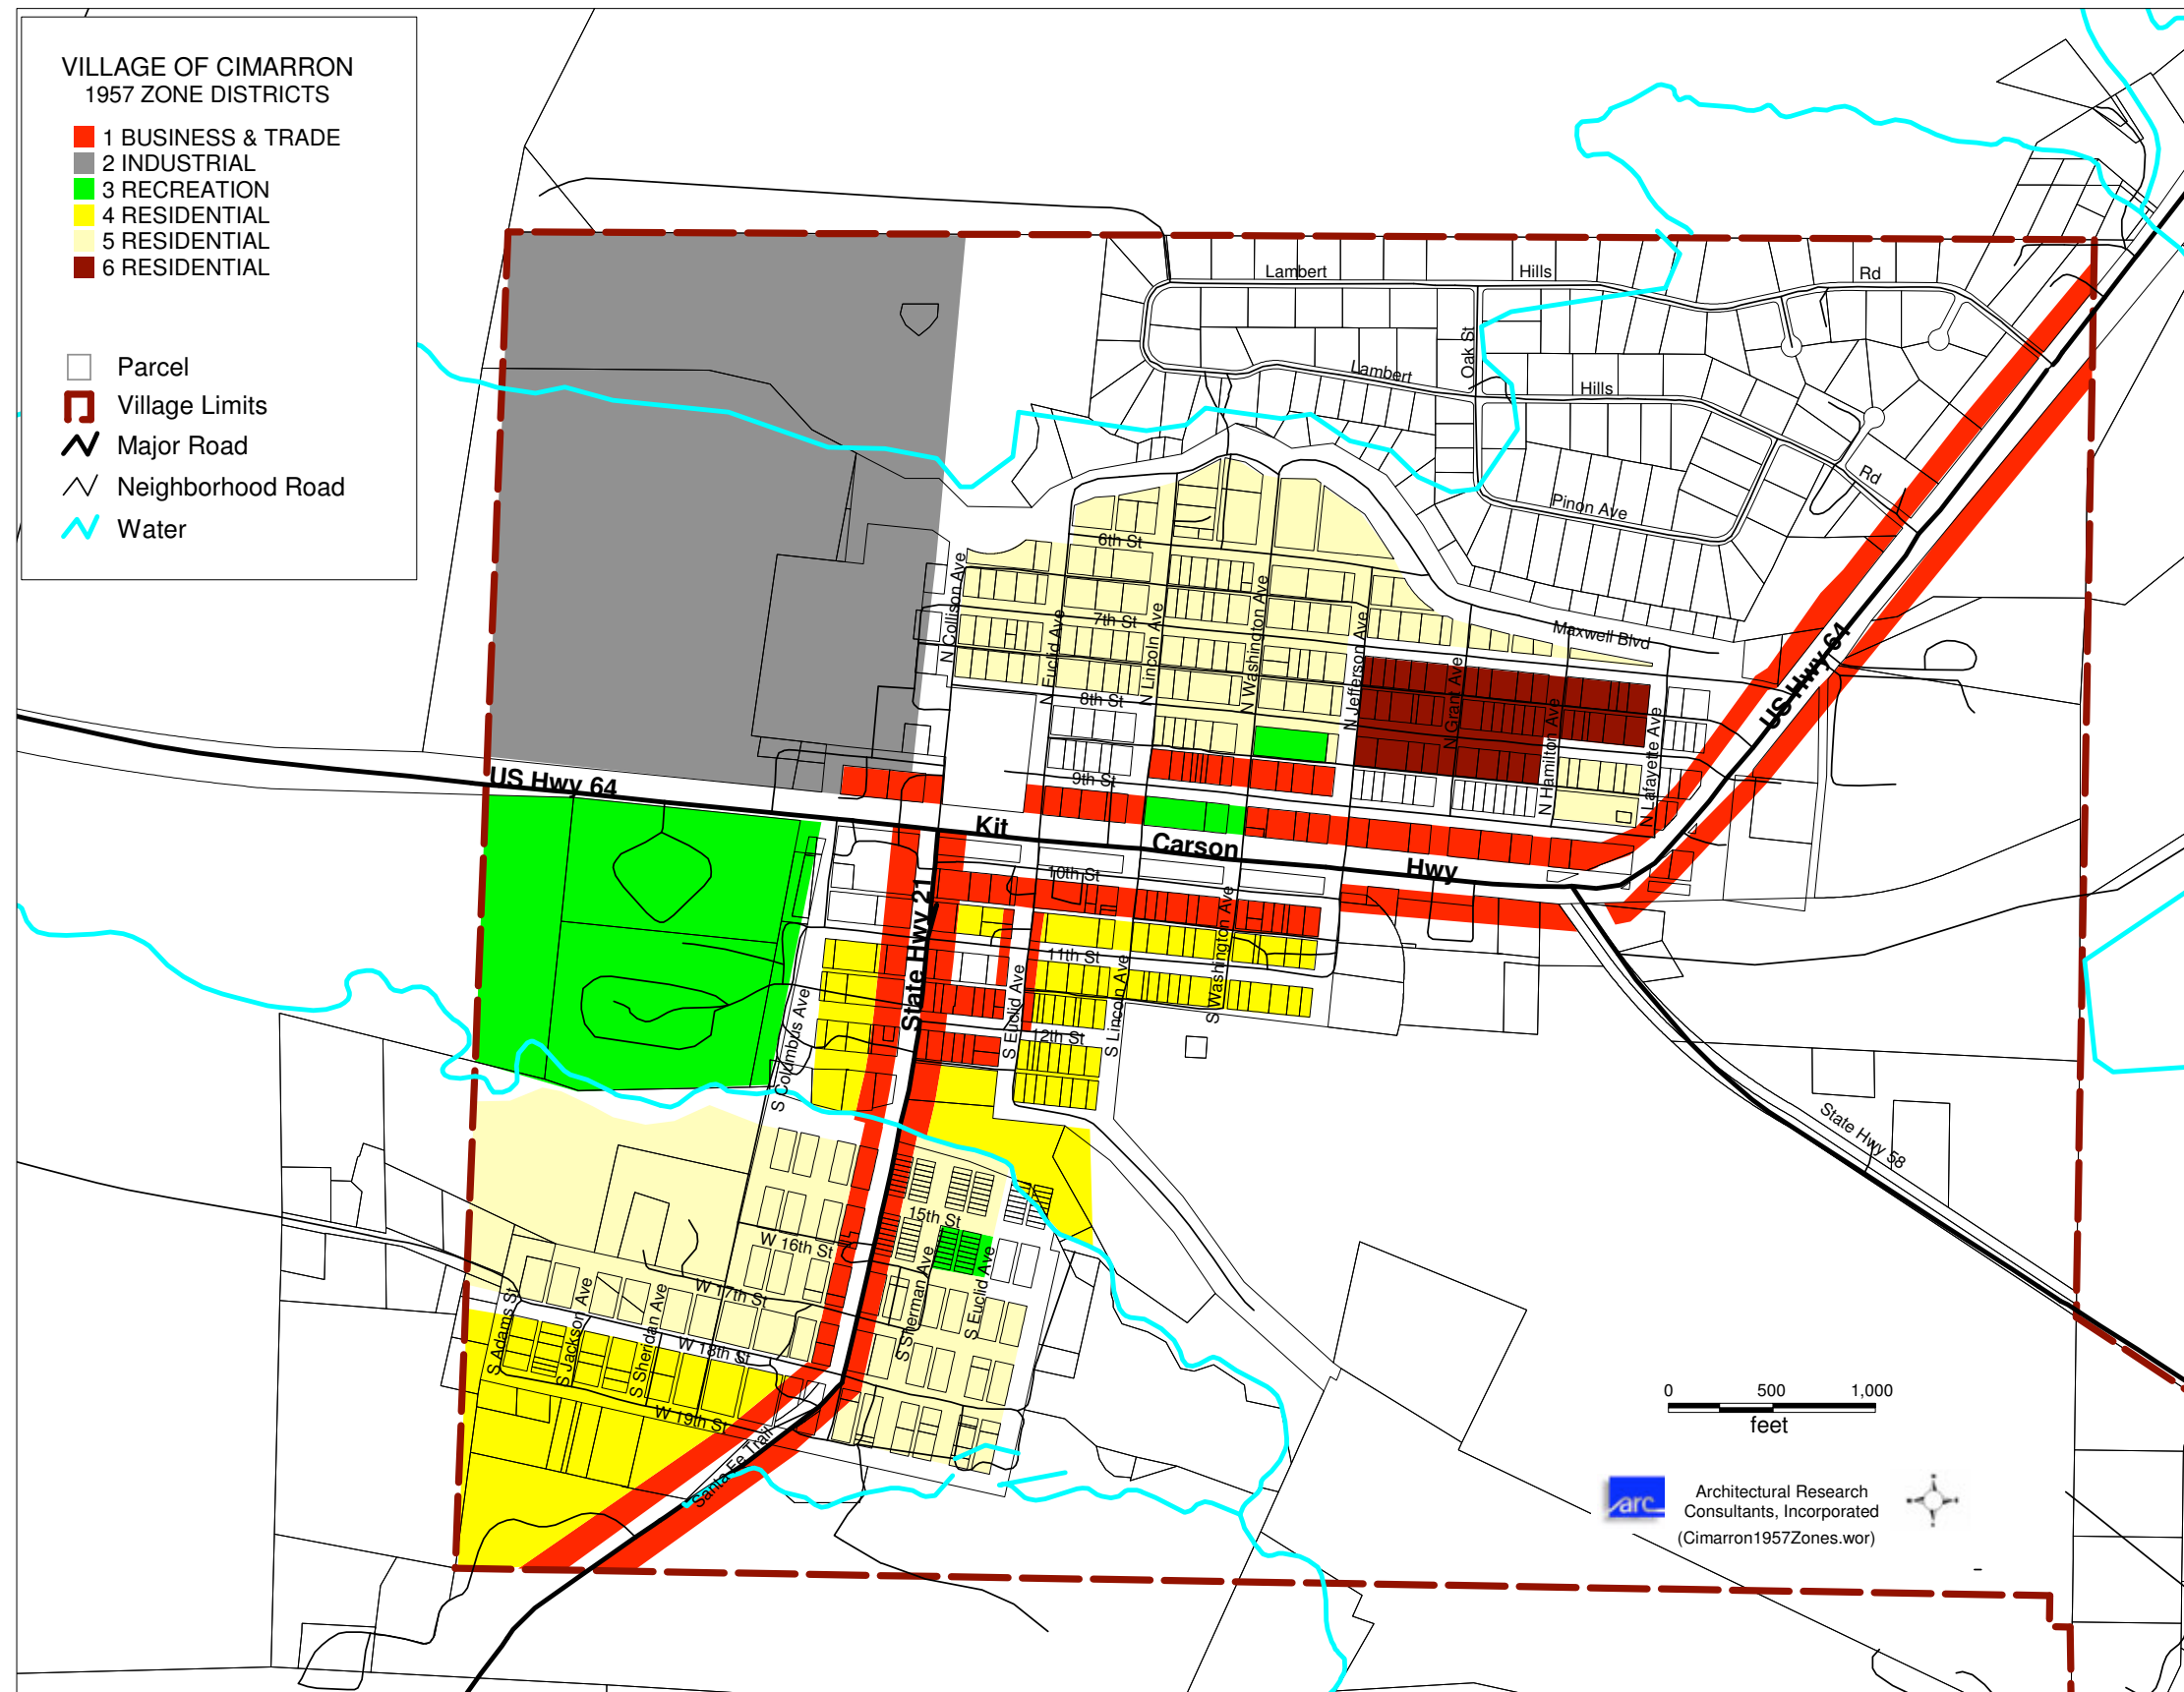 VILLAGE OF CIMARRON
1957 ZONE DISTRICTS
1 BUSINESS & TRADE
2 INDUSTRIAL
3 RECREATION
4 RESIDENTIAL
5 RESIDENTIAL
6 RESIDENTIAL
Parcel
Village Limits
Major Road
Neighborhood Road
Water
Lambert
Hills
Rd
Oak St
Lambert
Hills
Rd
Pinon Ave
6th St
N Collison Ave
7th St
N Euclid Ave
N Lincoln Ave
N Washington Ave
N Jefferson Ave
Maxwell Blvd
US Hwy 64
8th St
N Grant Ave
N Hamilton Ave
N Lafayette Ave
9th St
US Hwy 64
Kit
Carson
Hwy
10th St
State Hwy 21
11th St
S Washington Ave
S Columbus Ave
S Euclid Ave
S Lincoln Ave
12th St
State Hwy 58
15th St
W 16th St
W 17th St
S Sherman Ave
S Euclid Ave
S Adams St
S Jackson Ave
S Sheridan Ave
W 18th St
W 19th St
Santa Fe Trail
0 500 1,000
feet
arc
Architectural Research
Consultants, Incorporated
(Cimarron1957Zones.wor)